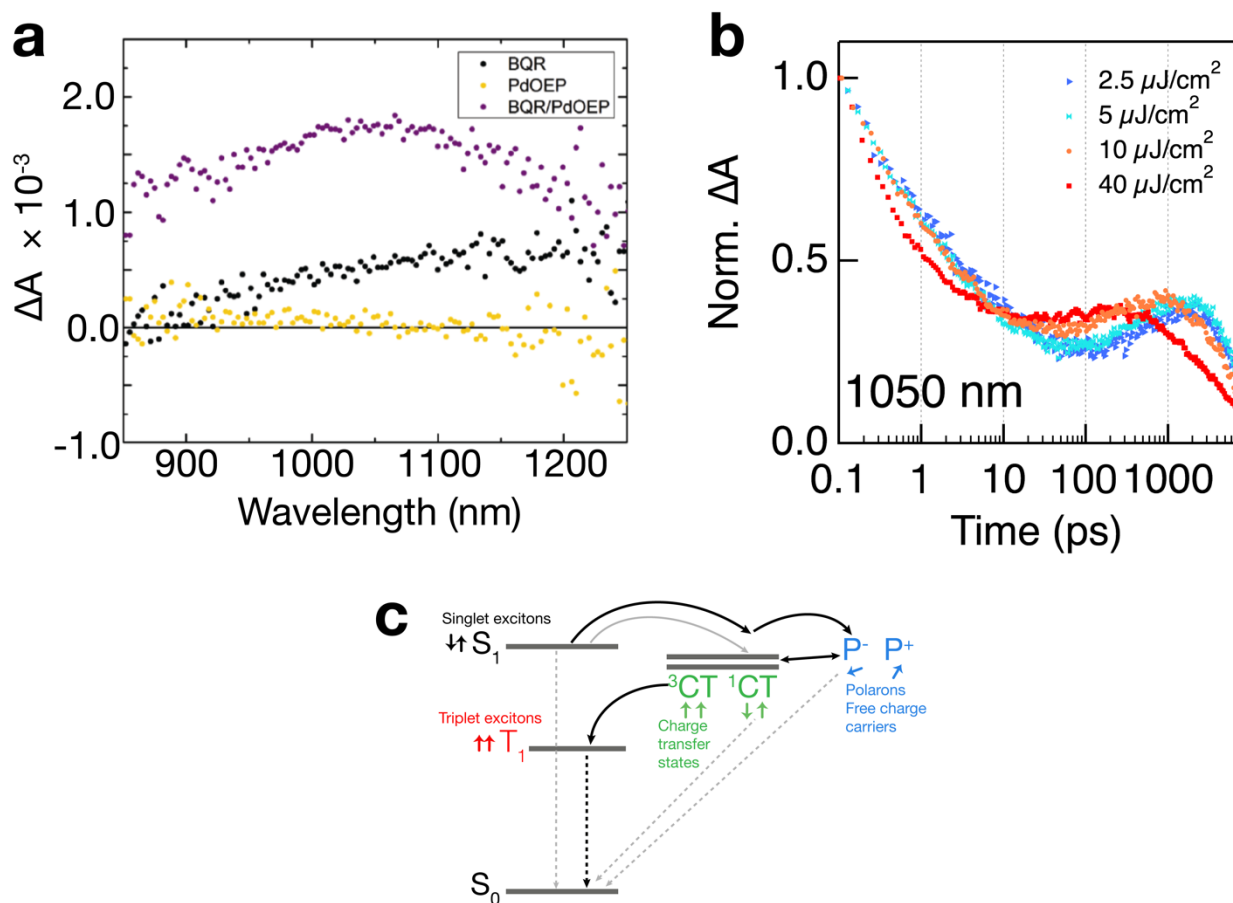 a
BQR
PdOEP
BQR/PdOEP
2.0
1.0
0.0
-1.0
ΔA × 10⁻³
900 1000 1100 1200
Wavelength (nm)
b
2.5 μJ/cm²
5 μJ/cm²
10 μJ/cm²
40 μJ/cm²
1.0
0.5
0.0
Norm. ΔA
1050 nm
0.1 1 10 100 1000
Time (ps)
c
Singlet excitons
↓↑ S₁
³CT ¹CT
↑↑ ↓↑
Charge
transfer
states
P⁻ P⁺
Polarons
Free charge
carriers
Triplet excitons
↑↑ T₁
S₀